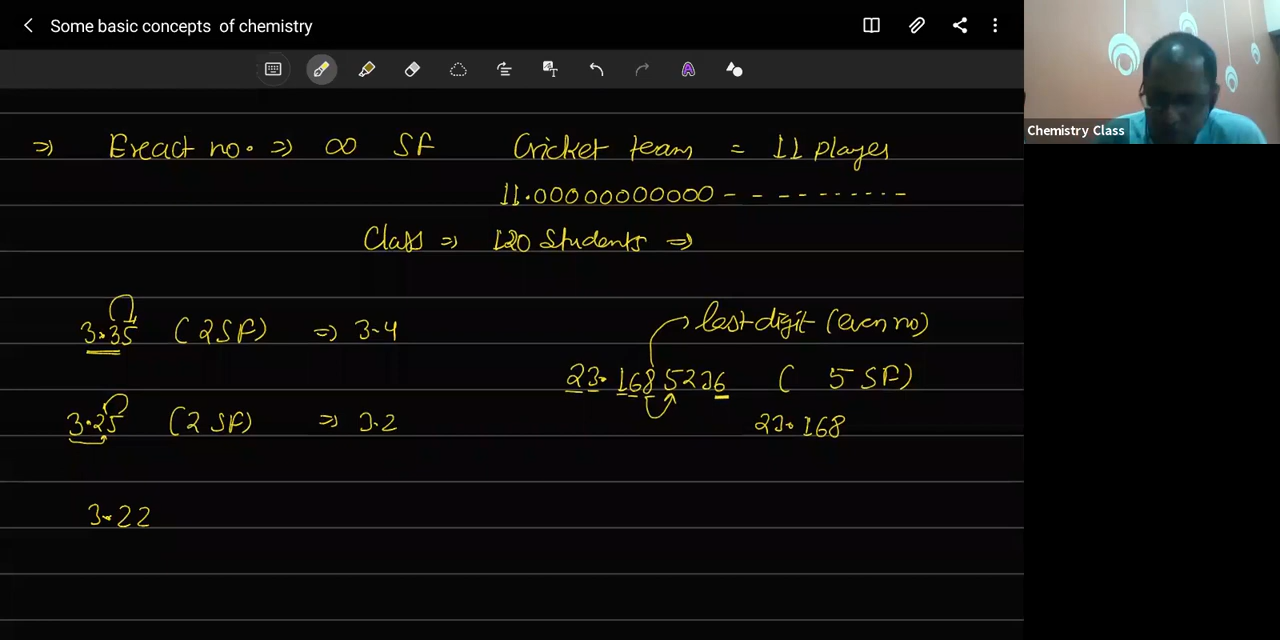 Some basic concepts of chemistry
Chemistry Class
⇒ Exact no. ⇒ ∞ SF Cricket team = 11 player
11.00000000000 - - - - - - - - - -
Class ⇒ 120 Students ⇒
3.35 (2SF) ⇒ 3.4
last digit (even no)
23.1685236 ( 5 SF)
3.25 (2 SF) ⇒ 3.2
23.168
3.22